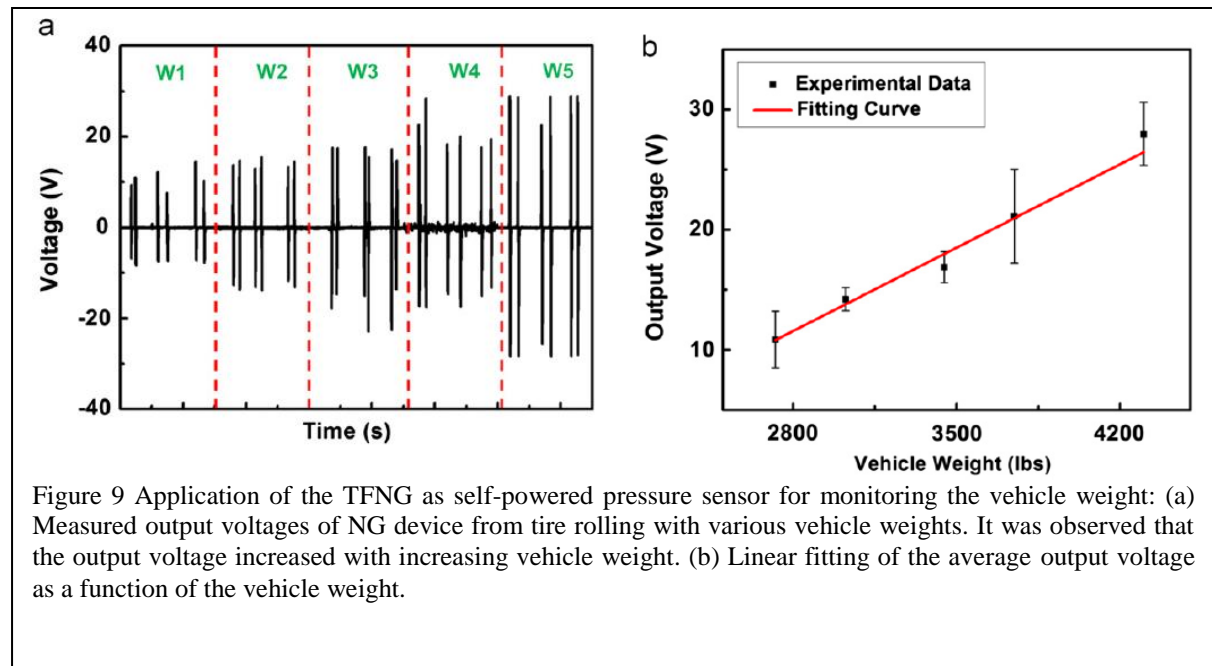 a
40
20
0
-20
-40
Voltage (V)
W1 W2 W3 W4 W5
Time (s)
b
30
20
10
Output Voltage (V)
Experimental Data
Fitting Curve
2800 3500 4200
Vehicle Weight (lbs)
Figure 9 Application of the TFNG as self-powered pressure sensor for monitoring the vehicle weight: (a)
Measured output voltages of NG device from tire rolling with various vehicle weights. It was observed that
the output voltage increased with increasing vehicle weight. (b) Linear fitting of the average output voltage
as a function of the vehicle weight.